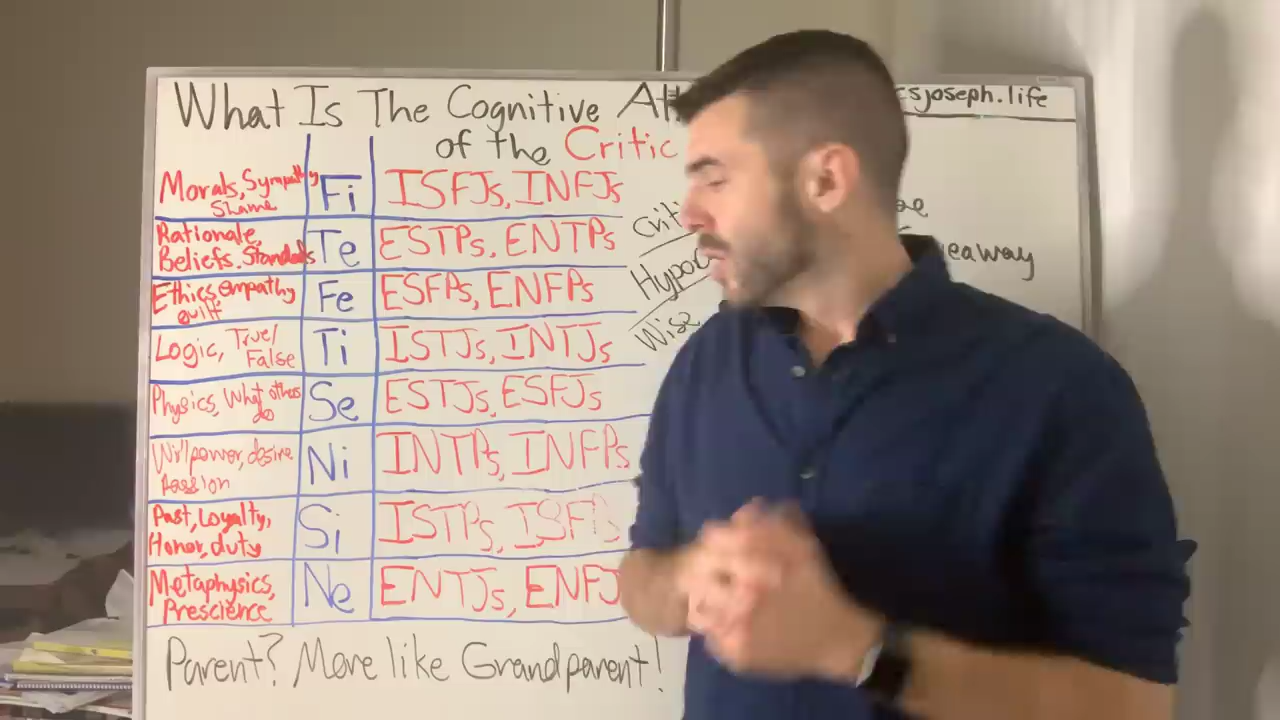 What Is The Cognitive
of the Critic
csjoseph.life
Morals, Sympathy
Shame
Fi
ISFJs, INFJs
Rationale
Beliefs, Standards
Te
ESTPs, ENTPs
Ethics, empathy
guilt
Fe
ESFPs, ENFPs
Logic, True/
False
Ti
ISTJs, INTJs
Physics, What others
do
Se
ESTJs, ESFJs
Willpower, desire
Passion
Ni
INTPs, INFPs
Past, Loyalty,
Honor, duty
Si
ISTPs, ISFPs
Metaphysics,
Prescience
Ne
ENTJs, ENFJ
Wise
Parent? More like Grandparent!